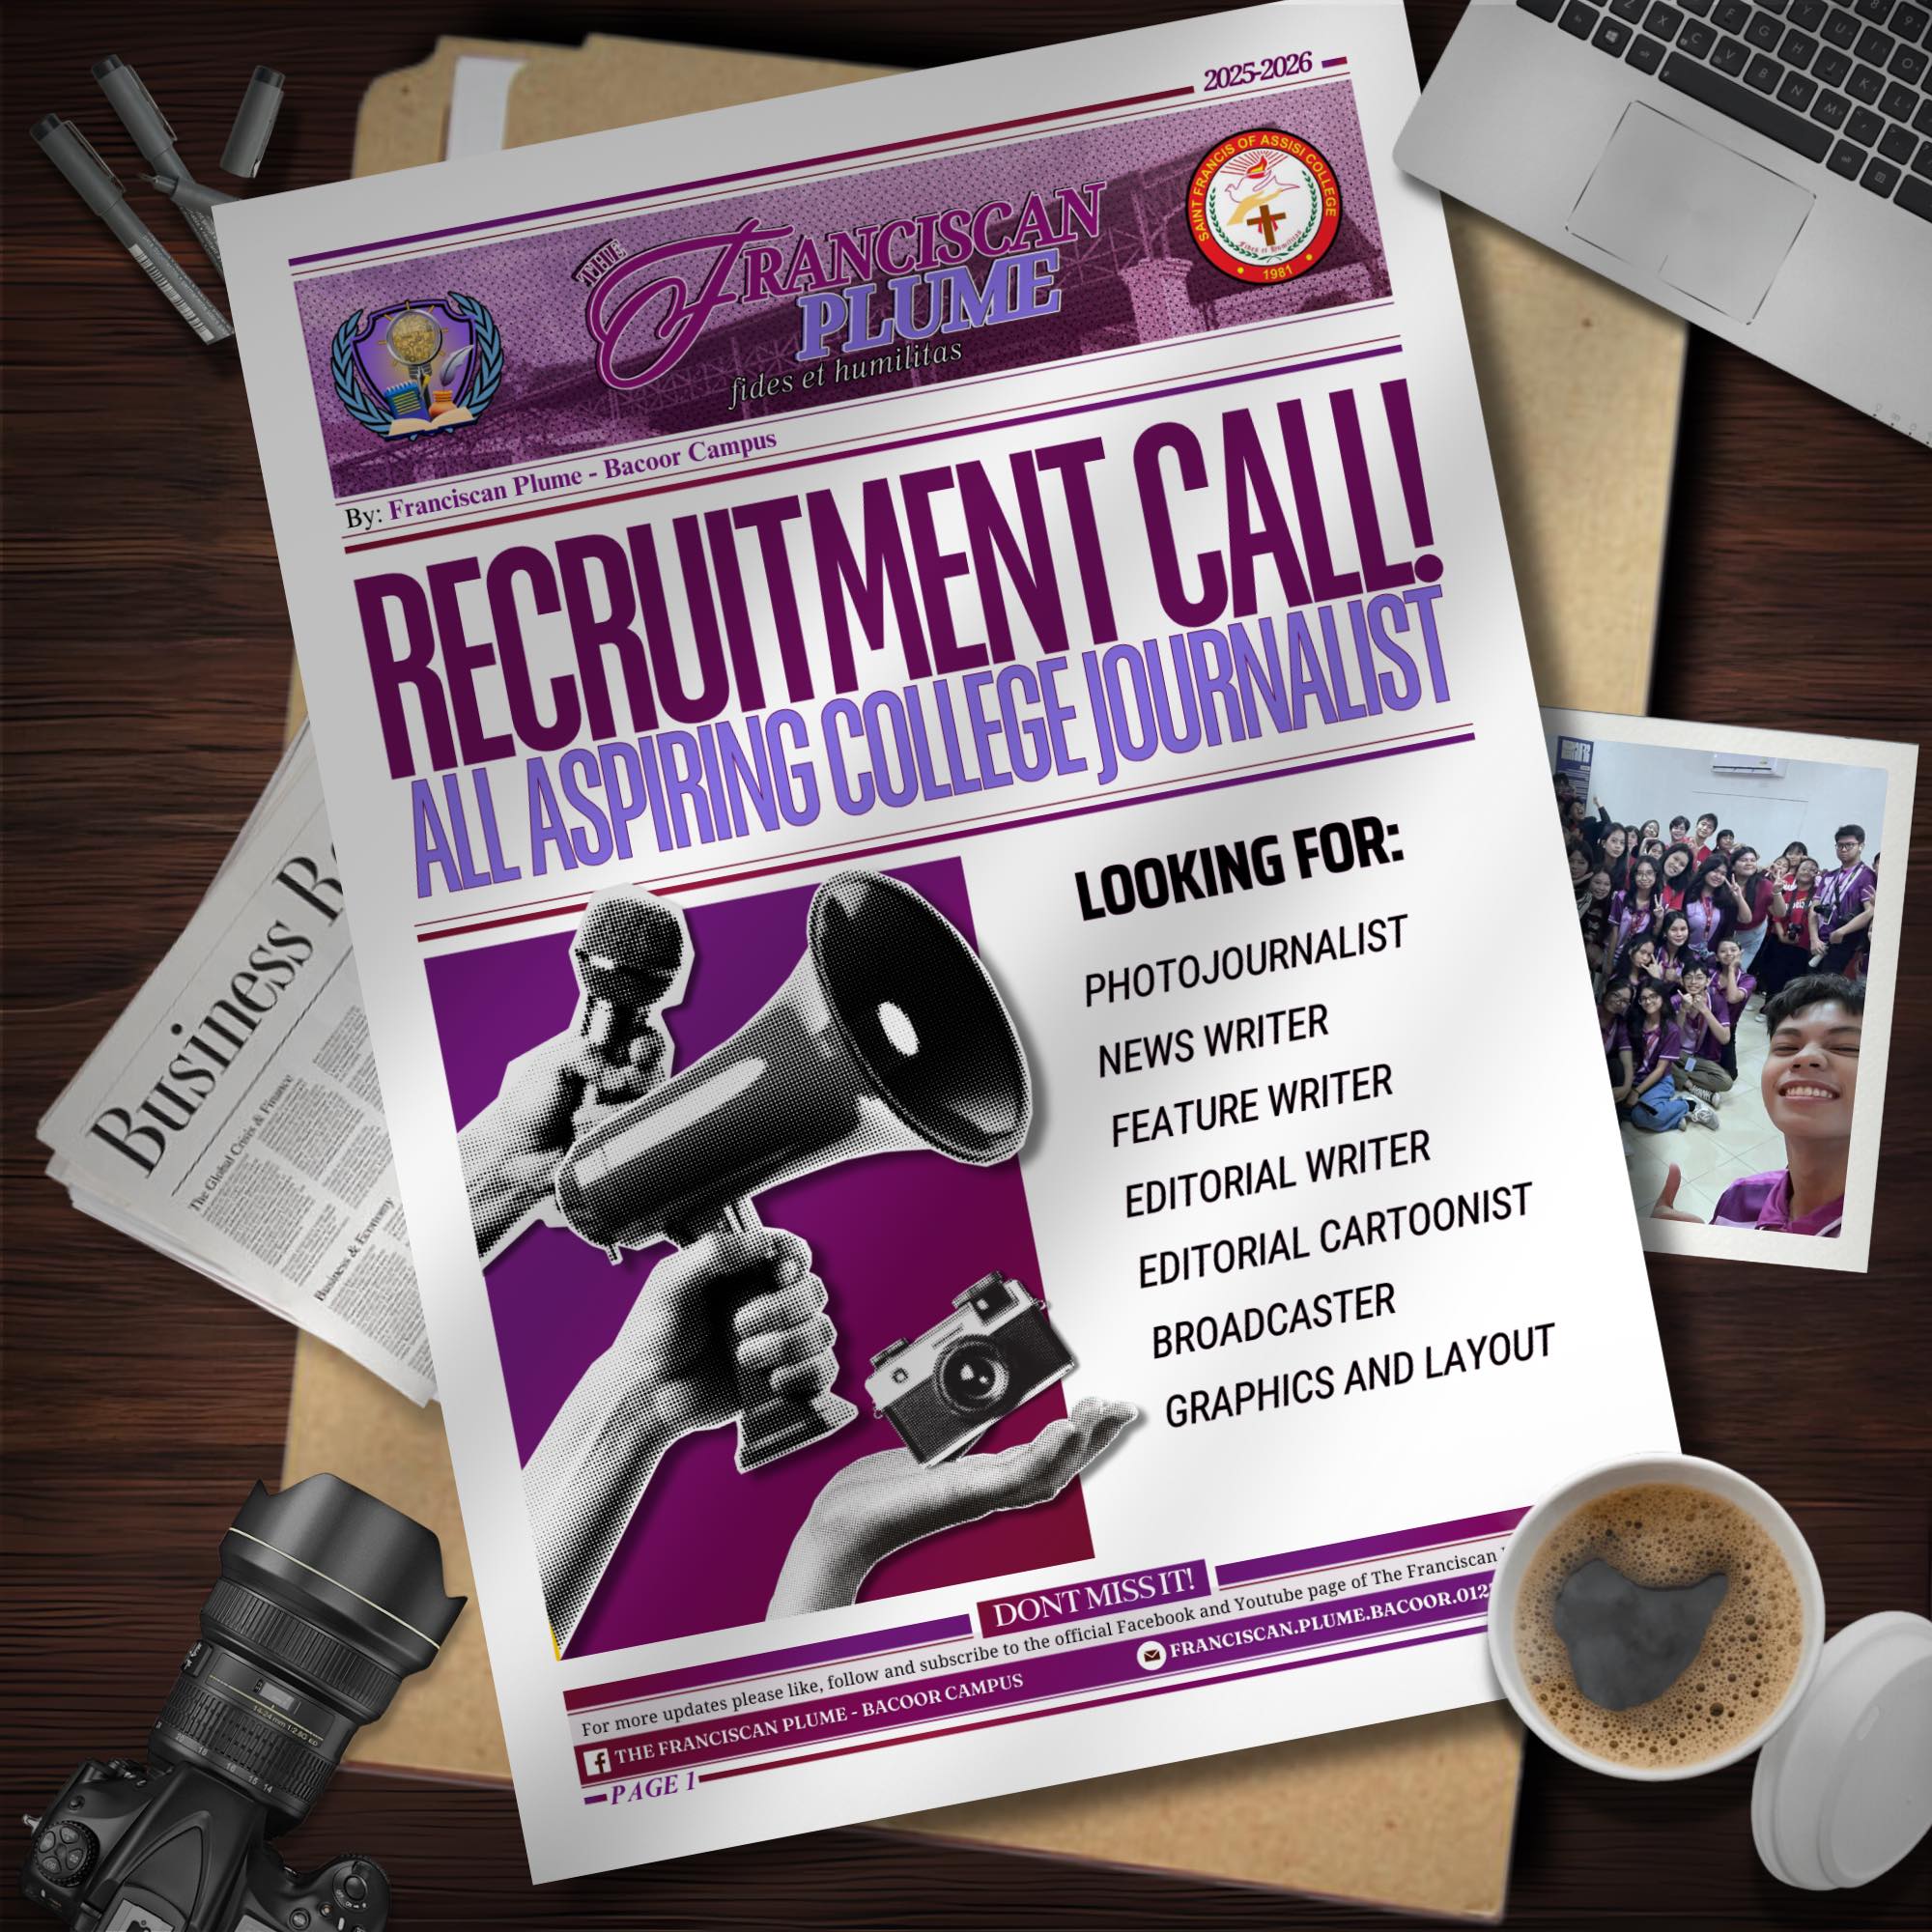 2025-2026
THE FRANCISCAN
PLUME
fides et humilitas
SAINT FRANCIS OF ASSISI COLLEGE
Fides et Humilitas
1981
By: Franciscan Plume - Bacoor Campus
RECRUITMENT CALL!
ALL ASPIRING COLLEGE JOURNALIST
LOOKING FOR:
PHOTOJOURNALIST
NEWS WRITER
FEATURE WRITER
EDITORIAL WRITER
EDITORIAL CARTOONIST
BROADCASTER
GRAPHICS AND LAYOUT
DONT MISS IT!
For more updates please like, follow and subscribe to the official Facebook and Youtube page of The Franciscan
THE FRANCISCAN PLUME - BACOOR CAMPUS
FRANCISCAN.PLUME.BACOOR.012
PAGE 1
Business
The Global Crisis & Finance
Business & Economy